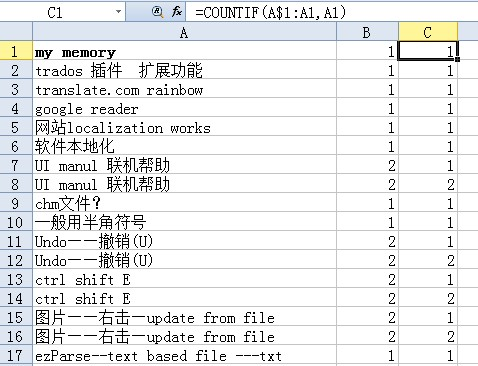 C1 fx =COUNTIF(A$1:A1,A1)
A B C
1 my memory 1 1
2 trados 插件　扩展功能 1 1
3 translate.com rainbow 1 1
4 google reader 1 1
5 网站localization works 1 1
6 软件本地化 1 1
7 UI manul 联机帮助 2 1
8 UI manul 联机帮助 2 2
9 chm文件？ 1 1
10 一般用半角符号 1 1
11 Undo——撤销(U) 2 1
12 Undo——撤销(U) 2 2
13 ctrl shift E 2 1
14 ctrl shift E 2 2
15 图片——右击—update from file 2 1
16 图片——右击—update from file 2 2
17 ezParse--text based file ---txt 1 1